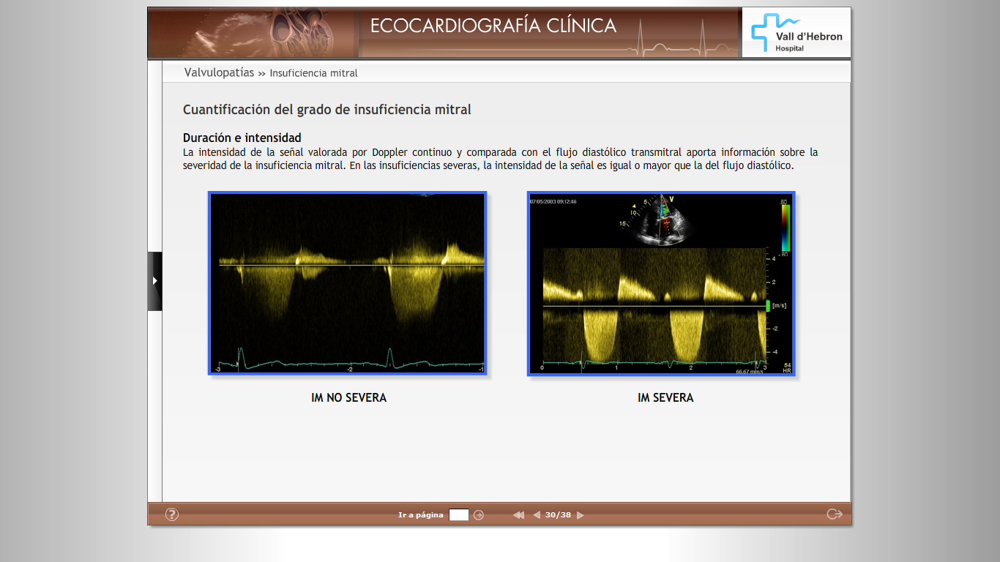 ECOCARDIOGRAFÍA CLÍNICA
Vall d'Hebron
Hospital
Valvulopatías » Insuficiencia mitral
Cuantificación del grado de insuficiencia mitral
Duración e intensidad
La intensidad de la señal valorada por Doppler continuo y comparada con el flujo diastólico transmitral aporta información sobre la
severidad de la insuficiencia mitral. En las insuficiencias severas, la intensidad de la señal es igual o mayor que la del flujo diastólico.
-3 -2 -1
07/05/2003 09:12:46
V
5
10
15
.60
-.60
4
2
[m/s]
-2
-4
0 1 2 3
66.67 mm/s
54
HR
IM NO SEVERA
IM SEVERA
?
Ir a página
30/38